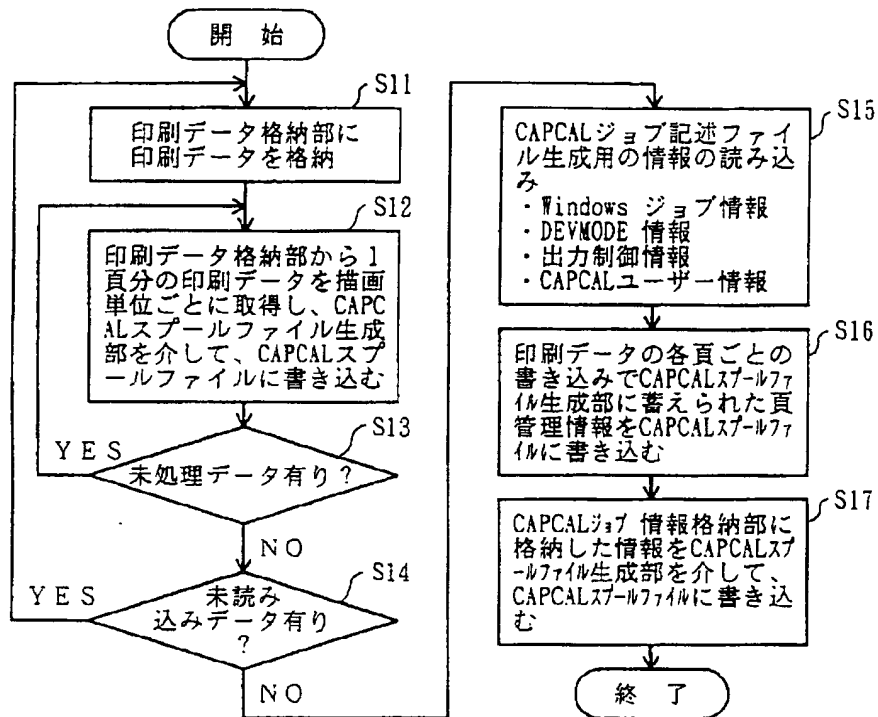 開 始
S11
印刷データ格納部に
印刷データを格納
S12
印刷データ格納部から1
頁分の印刷データを描画
単位ごとに取得し、CAPC
ALスプールファイル生成
部を介して、CAPCALスプ
ールファイルに書き込む
S13
YES
未処理データ有り?
NO
S14
YES
未読み
込みデータ有り
?
NO
S15
CAPCALジョブ記述ファイ
ル生成用の情報の読み込
み
・Windows ジョブ情報
・DEVMODE 情報
・出力制御情報
・CAPCALユーザー情報
S16
印刷データの各頁ごとの
書き込みでCAPCALスプールファ
イル生成部に蓄えられた頁
管理情報をCAPCALスプールファ
イルに書き込む
S17
CAPCALジョブ 情報格納部に
格納した情報をCAPCALスプ
ールファイル生成部を介して、
CAPCALスプールファイルに書き込
む
終 了